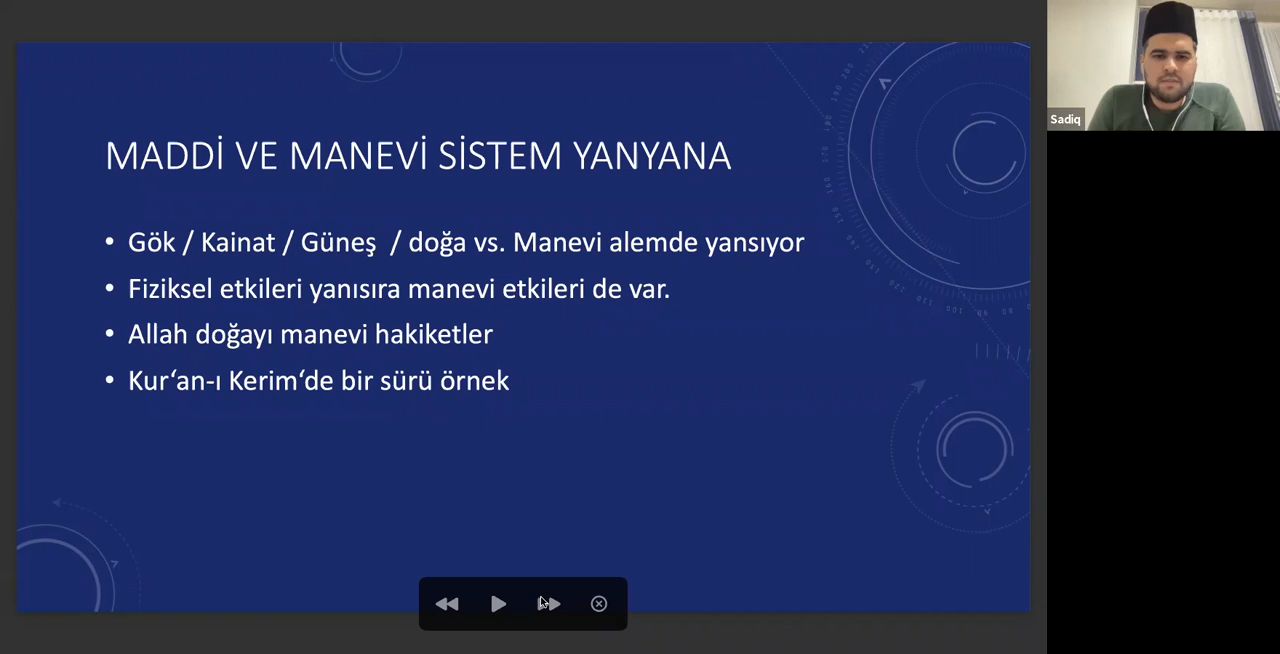 MADDİ VE MANEVİ SİSTEM YANYANA
• Gök / Kainat / Güneş / doğa vs. Manevi alemde yansıyor
• Fiziksel etkileri yanısıra manevi etkileri de var.
• Allah doğayı manevi hakiketler
• Kur‘an-ı Kerim‘de bir sürü örnek
Sadiq